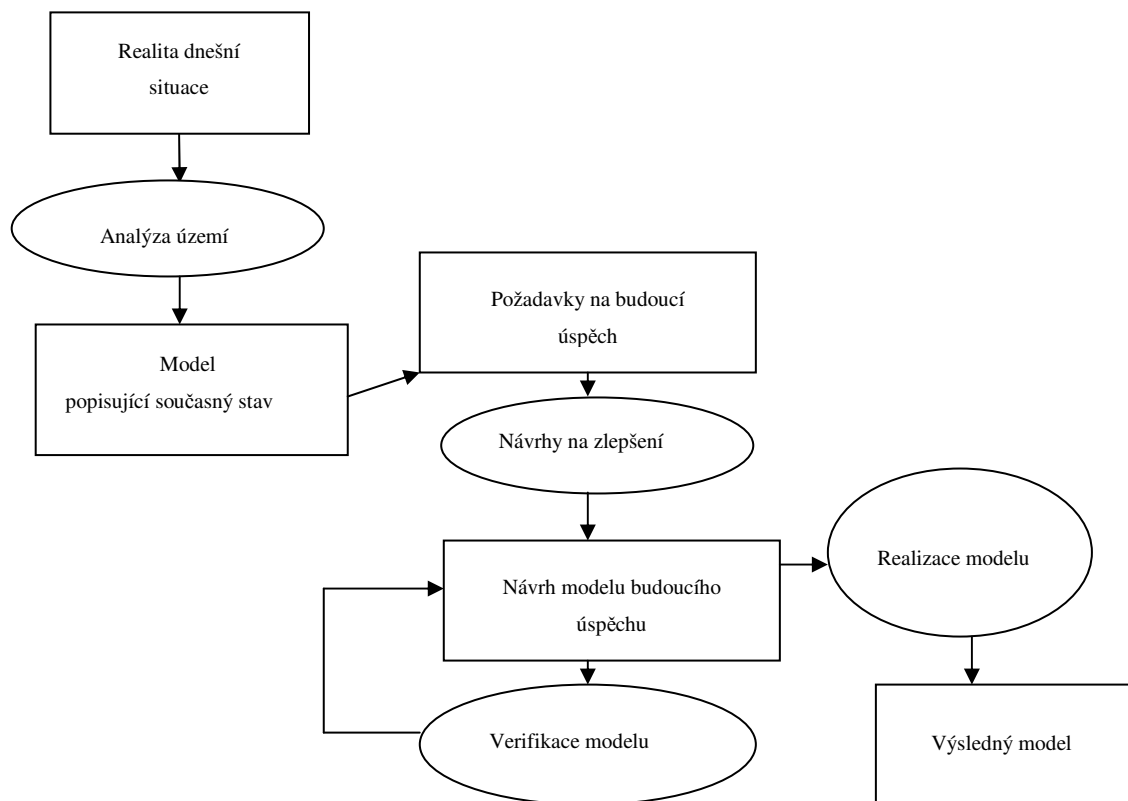 Realita dnešní
situace
Analýza území
Model
popisující současný stav
Požadavky na budoucí
úspěch
Návrhy na zlepšení
Návrh modelu budoucího
úspěchu
Realizace modelu
Verifikace modelu
Výsledný model